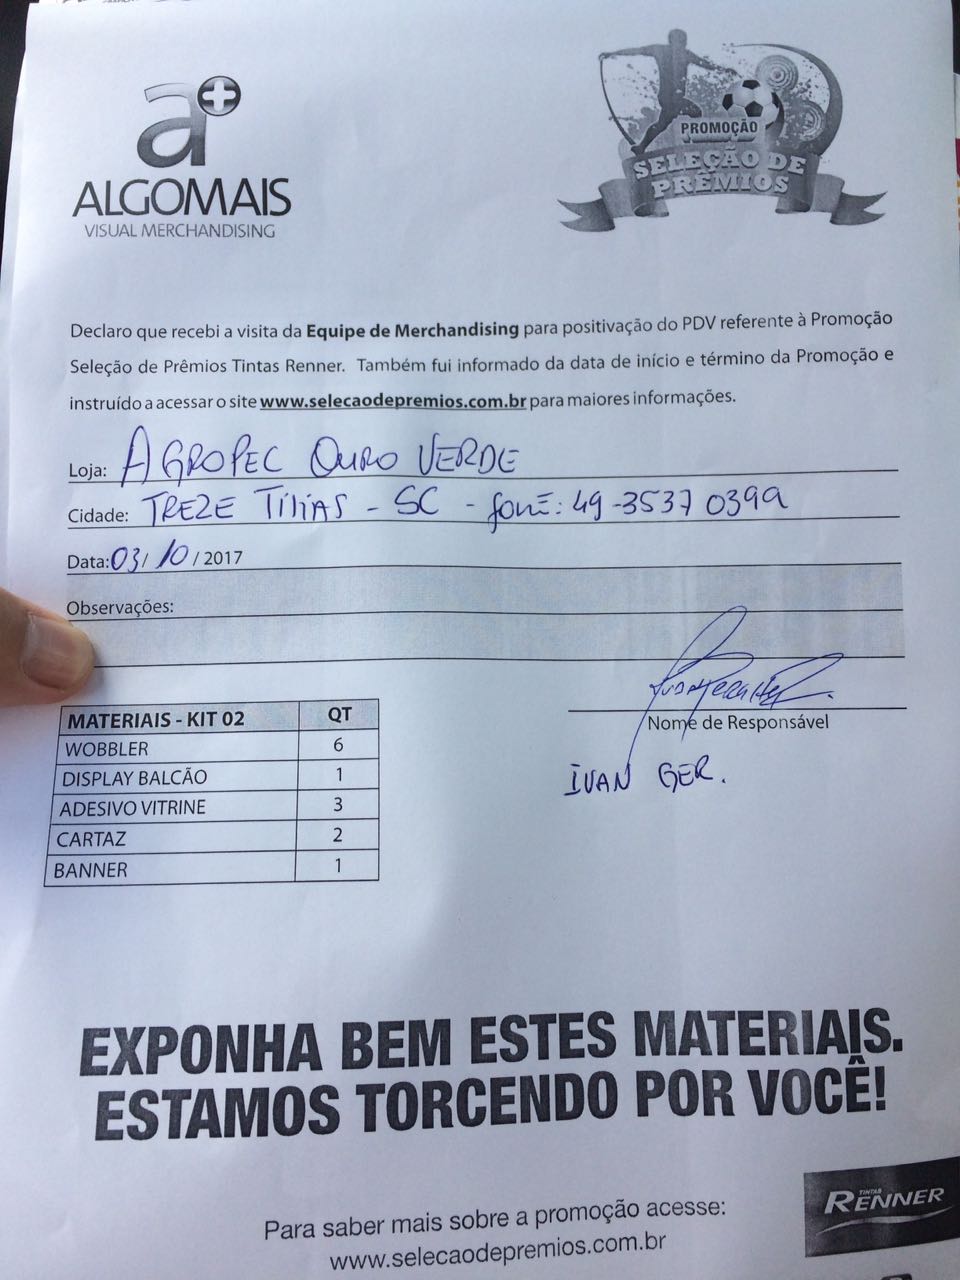 a+
ALGOMAIS
VISUAL MERCHANDISING
PROMOÇÃO
SELEÇÃO DE
PRÊMIOS
Declaro que recebi a visita da Equipe de Merchandising para positivação do PDV referente à Promoção
Seleção de Prêmios Tintas Renner. Também fui informado da data de início e término da Promoção e
instruído a acessar o site www.selecaodepremios.com.br para maiores informações.
Loja: AGROPEC OURO VERDE
Cidade: TREZE TíliAS - SC - fone: 49-3537 0399
Data: 03/ 10 / 2017
Observações:
Nome de Responsável
IVAN GER.
MATERIAIS - KIT 02 QT
WOBBLER 6
DISPLAY BALCÃO 1
ADESIVO VITRINE 3
CARTAZ 2
BANNER 1
EXPONHA BEM ESTES MATERIAIS.
ESTAMOS TORCENDO POR VOCÊ!
TINTAS
RENNER
Para saber mais sobre a promoção acesse:
www.selecaodepremios.com.br